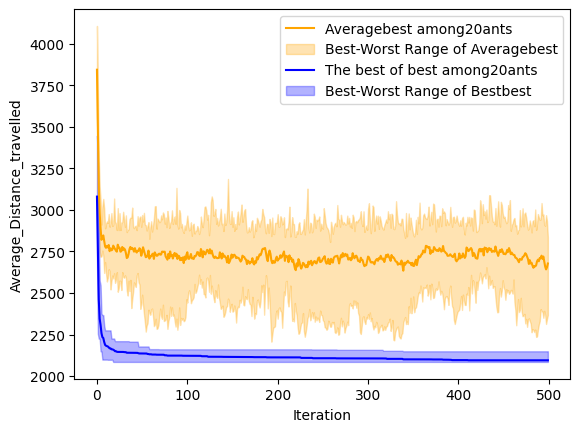 Averagebest among20ants
Best-Worst Range of Averagebest
The best of best among20ants
Best-Worst Range of Bestbest
Average_Distance_travelled
4000
3750
3500
3250
3000
2750
2500
2250
2000
0 100 200 300 400 500
Iteration